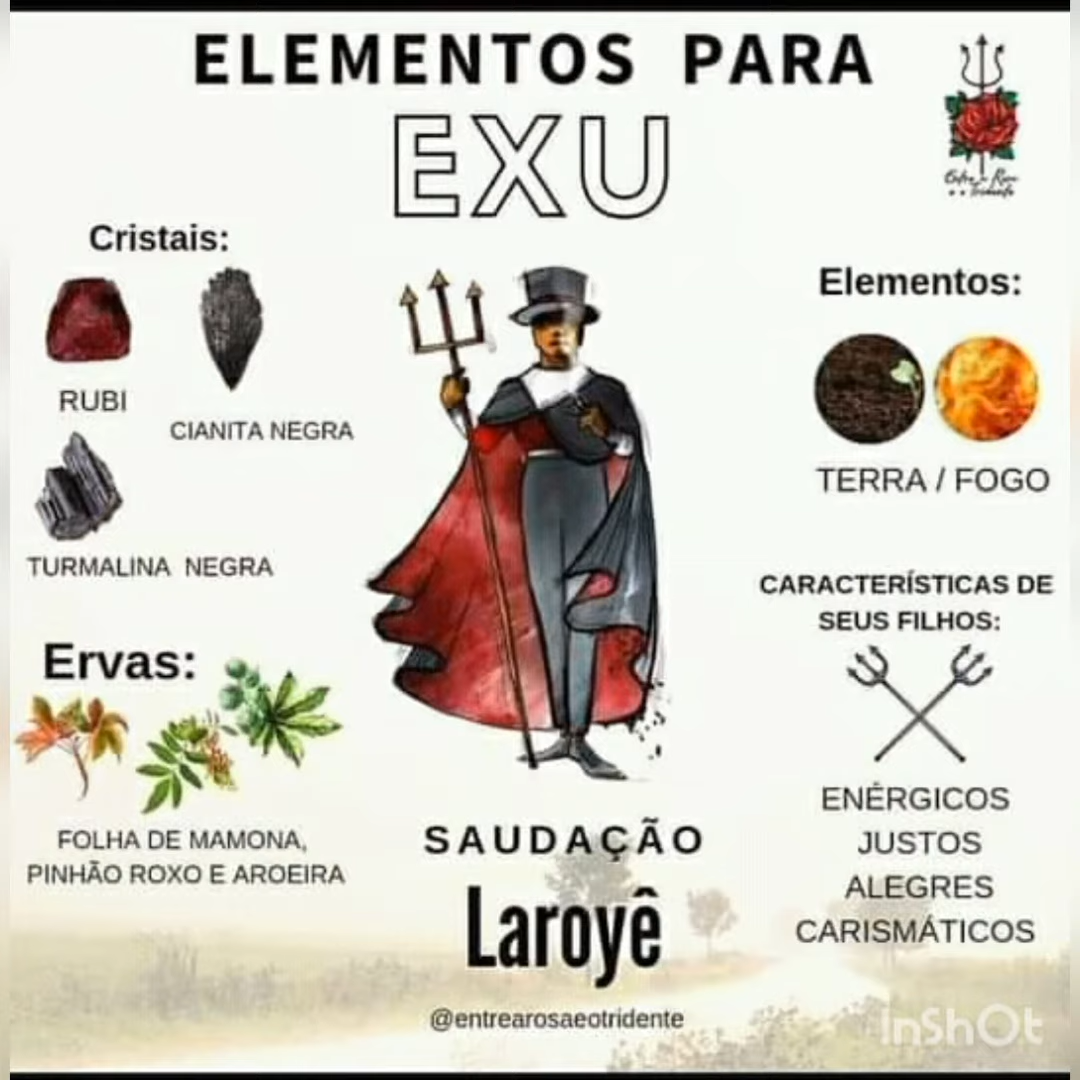 ELEMENTOS PARA
EXU
Cristais:
RUBI
CIANITA NEGRA
TURMALINA NEGRA
Ervas:
FOLHA DE MAMONA,
PINHÃO ROXO E AROEIRA
SAUDAÇÃO
Laroyê
@entrearosaeotridente
Elementos:
TERRA / FOGO
CARACTERÍSTICAS DE
SEUS FILHOS:
ENÉRGICOS
JUSTOS
ALEGRES
CARISMÁTICOS
InShOt